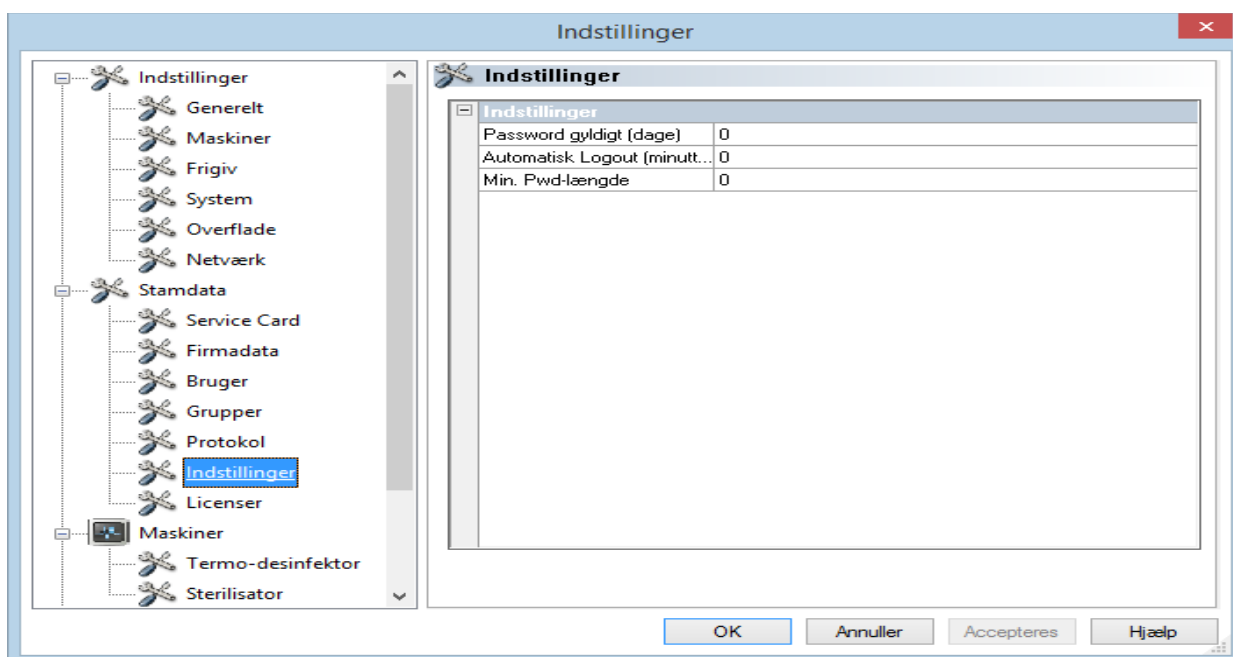 Indstillinger
Indstillinger
Generelt
Maskiner
Frigiv
System
Overflade
Netværk
Stamdata
Service Card
Firmadata
Bruger
Grupper
Protokol
Indstillinger
Licenser
Maskiner
Termo-desinfektor
Sterilisator
Indstillinger
Indstillinger
Password gyldigt (dage) 0
Automatisk Logout (minutt... 0
Min. Pwd-længde 0
OK Annuller Accepteres Hjælp